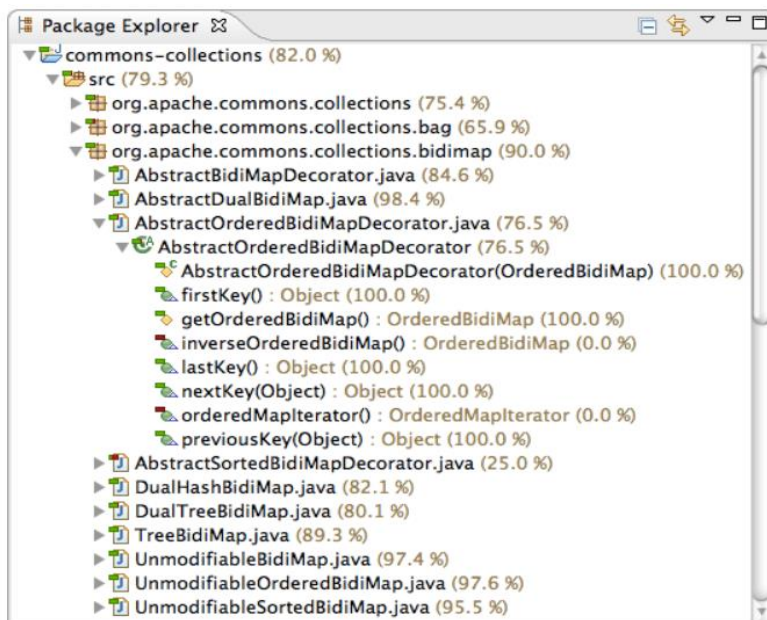 Package Explorer
commons-collections (82.0 %)
src (79.3 %)
org.apache.commons.collections (75.4 %)
org.apache.commons.collections.bag (65.9 %)
org.apache.commons.collections.bidimap (90.0 %)
AbstractBidiMapDecorator.java (84.6 %)
AbstractDualBidiMap.java (98.4 %)
AbstractOrderedBidiMapDecorator.java (76.5 %)
AbstractOrderedBidiMapDecorator (76.5 %)
AbstractOrderedBidiMapDecorator(OrderedBidiMap) (100.0 %)
firstKey() : Object (100.0 %)
getOrderedBidiMap() : OrderedBidiMap (100.0 %)
inverseOrderedBidiMap() : OrderedBidiMap (0.0 %)
lastKey() : Object (100.0 %)
nextKey(Object) : Object (100.0 %)
orderedMapIterator() : OrderedMapIterator (0.0 %)
previousKey(Object) : Object (100.0 %)
AbstractSortedBidiMapDecorator.java (25.0 %)
DualHashBidiMap.java (82.1 %)
DualTreeBidiMap.java (80.1 %)
TreeBidiMap.java (89.3 %)
UnmodifiableBidiMap.java (97.4 %)
UnmodifiableOrderedBidiMap.java (97.6 %)
UnmodifiableSortedBidiMap.java (95.5 %)